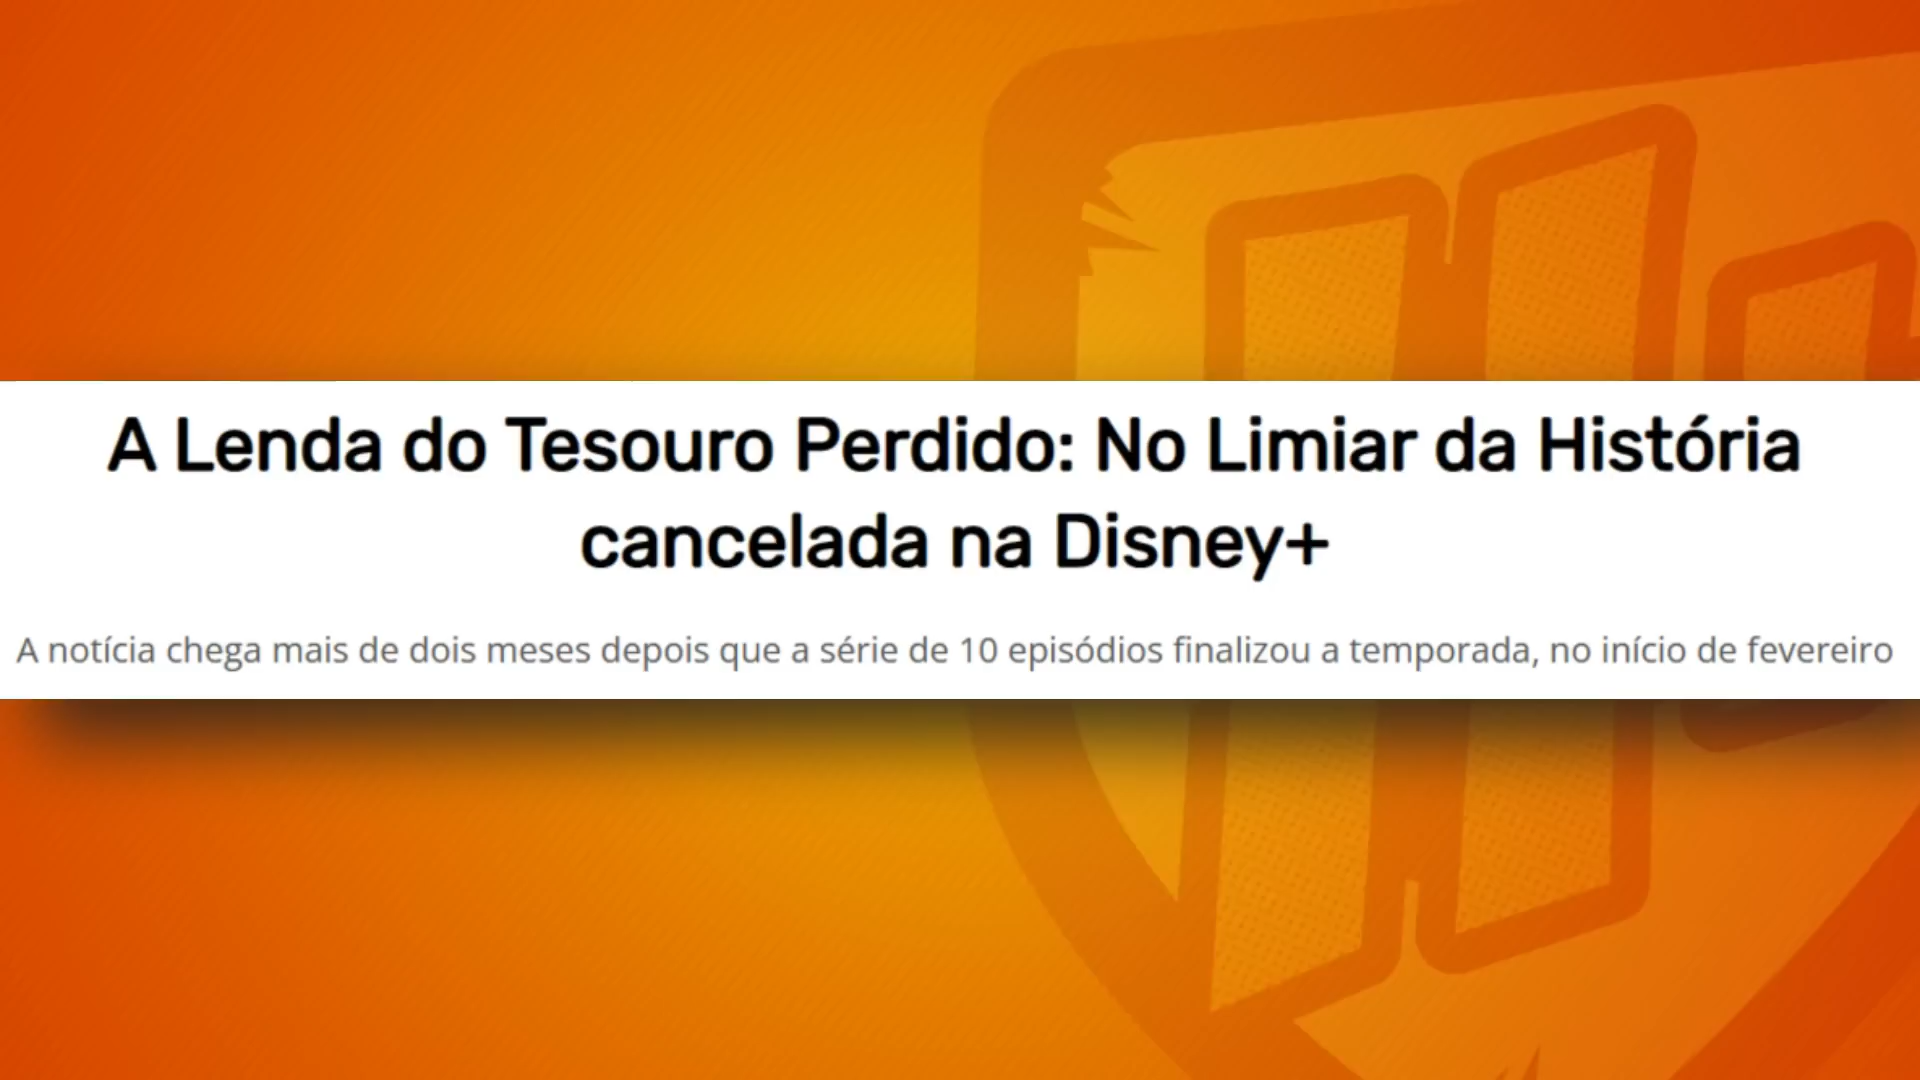 A Lenda do Tesouro Perdido: No Limiar da História
cancelada na Disney+
A notícia chega mais de dois meses depois que a série de 10 episódios finalizou a temporada, no início de fevereiro